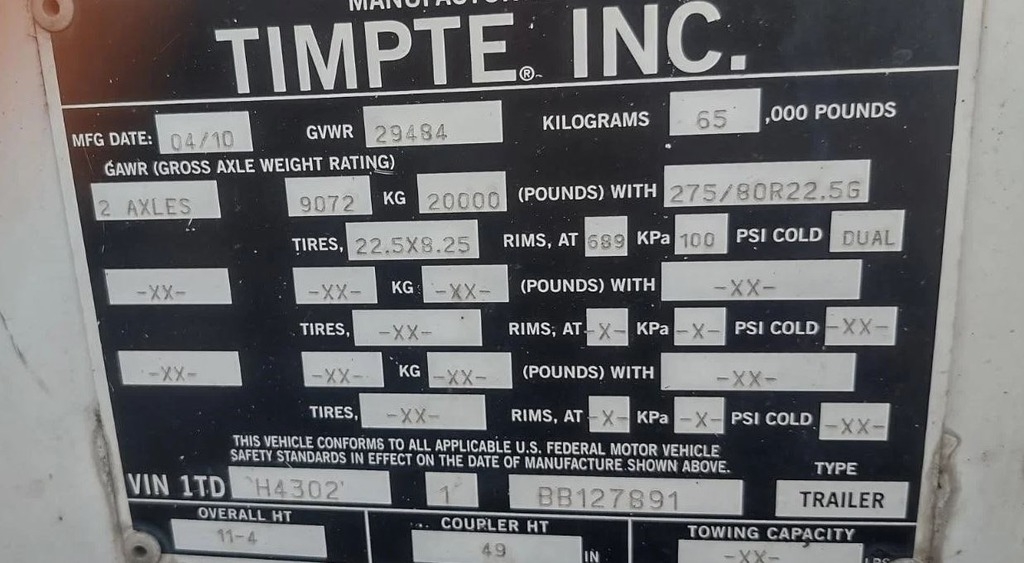 TIMPTE® INC.
MFG DATE: 04/10 GVWR 29484 KILOGRAMS 65 ,000 POUNDS
GAWR (GROSS AXLE WEIGHT RATING)
2 AXLES 9072 KG 20000 (POUNDS) WITH 275/80R22.5G
TIRES, 22.5X8.25 RIMS, AT 689 KPa 100 PSI COLD DUAL
-XX- -XX- KG -XX- (POUNDS) WITH -XX-
TIRES, -XX- RIMS, AT -X- KPa -X- PSI COLD -XX-
-XX- -XX- KG -XX- (POUNDS) WITH -XX-
TIRES, -XX- RIMS, AT -X- KPa -X- PSI COLD -XX-
THIS VEHICLE CONFORMS TO ALL APPLICABLE U.S. FEDERAL MOTOR VEHICLE
SAFETY STANDARDS IN EFFECT ON THE DATE OF MANUFACTURE SHOWN ABOVE.
TYPE
VIN 1TD H4302 1 BB127891 TRAILER
OVERALL HT COUPLER HT TOWING CAPACITY
11-4 49 IN -XX- LBS